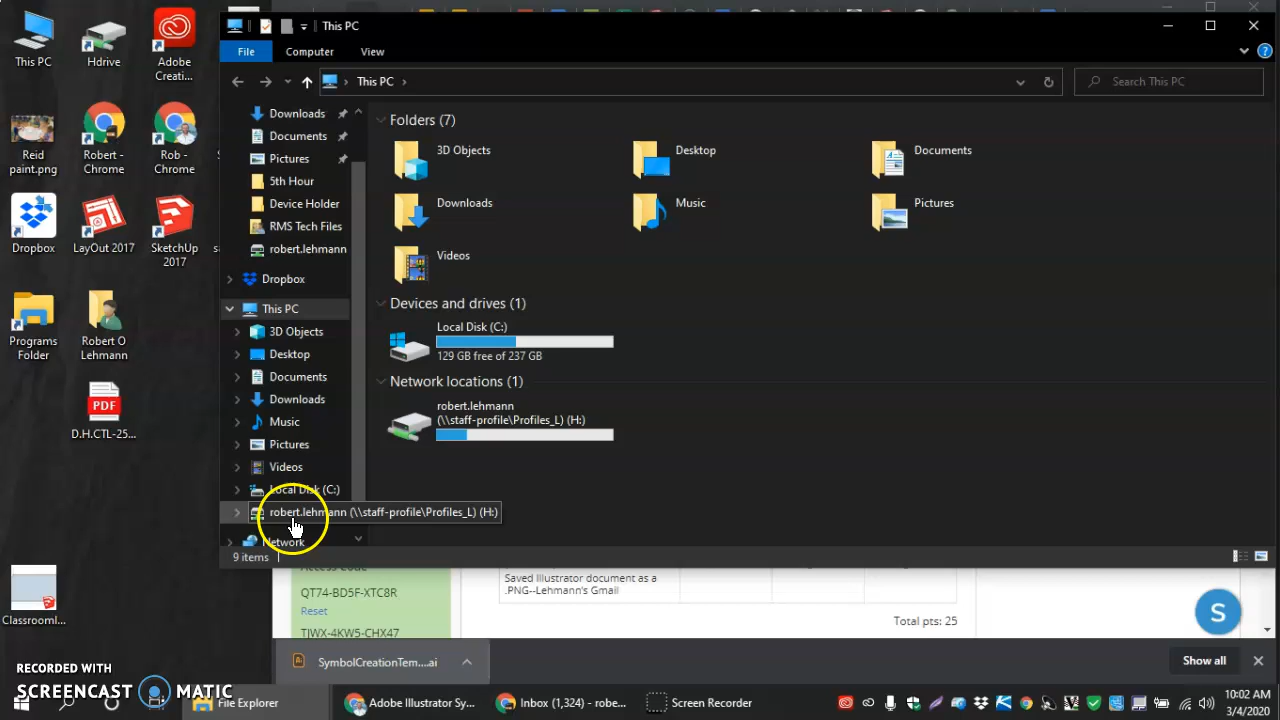 This PC
Hdrive
Adobe
Creati...
Reid
paint.png
Robert -
Chrome
Rob -
Chrome
Dropbox
LayOut 2017
SketchUp
2017
Programs
Folder
Robert O
Lehmann
PDF
D.H.CTL-25...
Classrooml...
This PC
File
Computer
View
This PC
Search This PC
Downloads
Documents
Pictures
5th Hour
Device Holder
RMS Tech Files
robert.lehmann
Dropbox
This PC
3D Objects
Desktop
Documents
Downloads
Music
Pictures
Videos
Local Disk (C:)
robert.lehmann (\\staff-profile\Profiles_L) (H:)
Network
9 items
Folders (7)
3D Objects
Desktop
Documents
Downloads
Music
Pictures
Videos
Devices and drives (1)
Local Disk (C:)
129 GB free of 237 GB
Network locations (1)
robert.lehmann
(\\staff-profile\Profiles_L) (H:)
Access Code
QT74-BD5F-XTC8R
Reset
TJWX-4KW5-CHX47
Saved Illustrator document as a
.PNG--Lehmann's Gmail
Total pts: 25
S
SymbolCreationTem....ai
Show all
RECORDED WITH
SCREENCAST MATIC
File Explorer
Adobe Illustrator Sy...
Inbox (1,324) - robe...
Screen Recorder
10:02 AM
3/4/2020